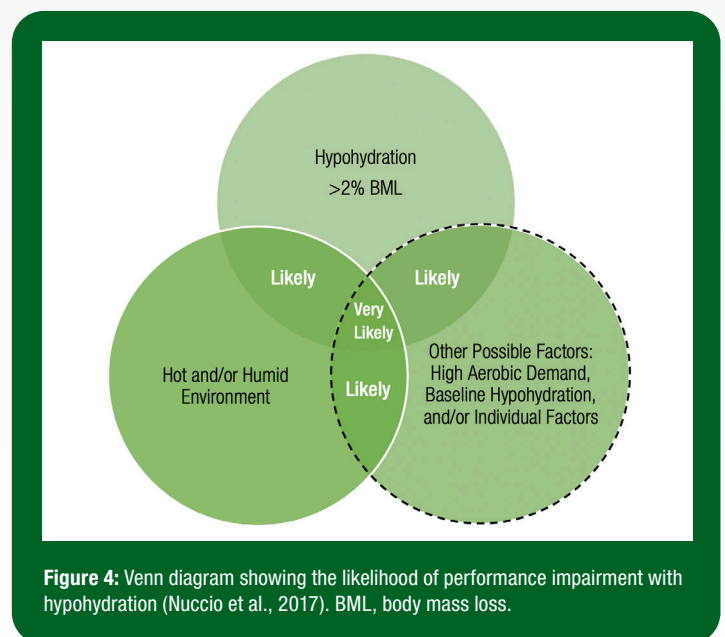 Hypohydration
>2% BML
Likely
Likely
Very
Likely
Hot and/or Humid
Environment
Likely
Other Possible Factors:
High Aerobic Demand,
Baseline Hypohydration,
and/or Individual Factors
Figure 4: Venn diagram showing the likelihood of performance impairment with
hypohydration (Nuccio et al., 2017). BML, body mass loss.